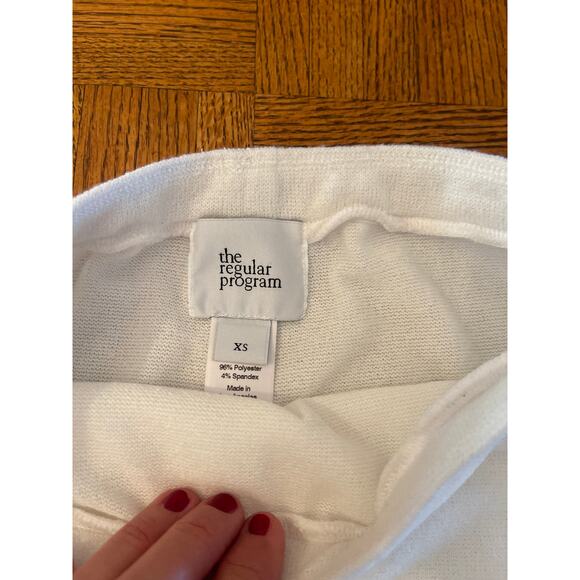 the
regular
program
XS
96% Polyester
4% Spandex
Made in